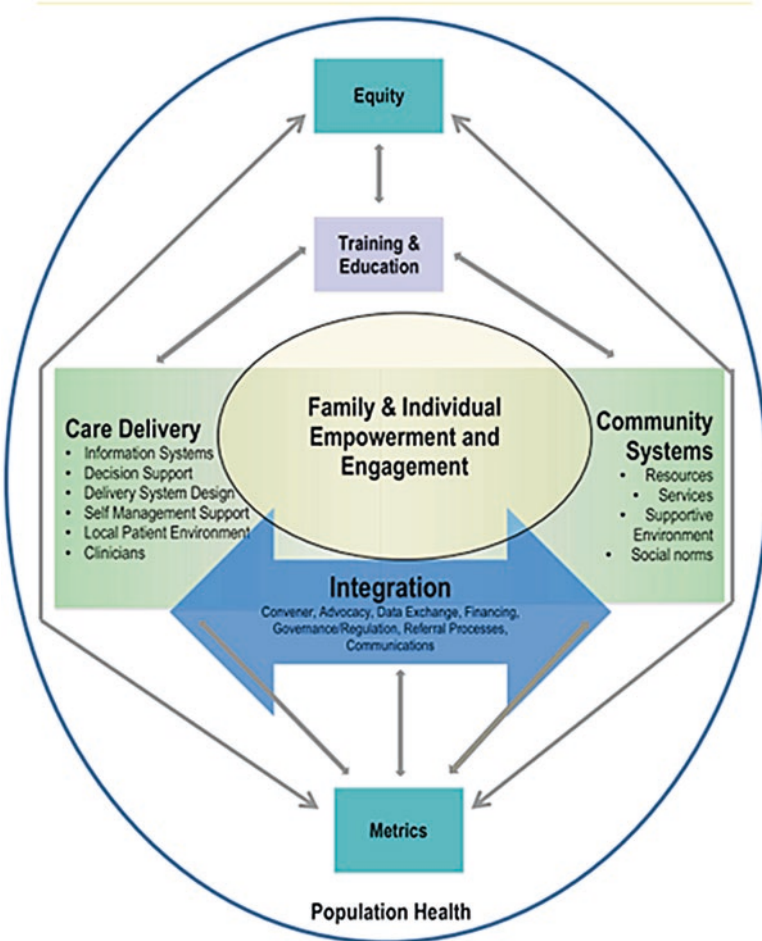 Equity
Training &
Education
Family & Individual
Empowerment and
Engagement
Care Delivery
• Information Systems
• Decision Support
• Delivery System Design
• Self Management Support
• Local Patient Environment
• Clinicians
Community
Systems
• Resources
• Services
• Supportive
Environment
• Social norms
Integration
Convener, Advocacy, Data Exchange, Financing,
Governance/Regulation, Referral Processes,
Communications
Metrics
Population Health